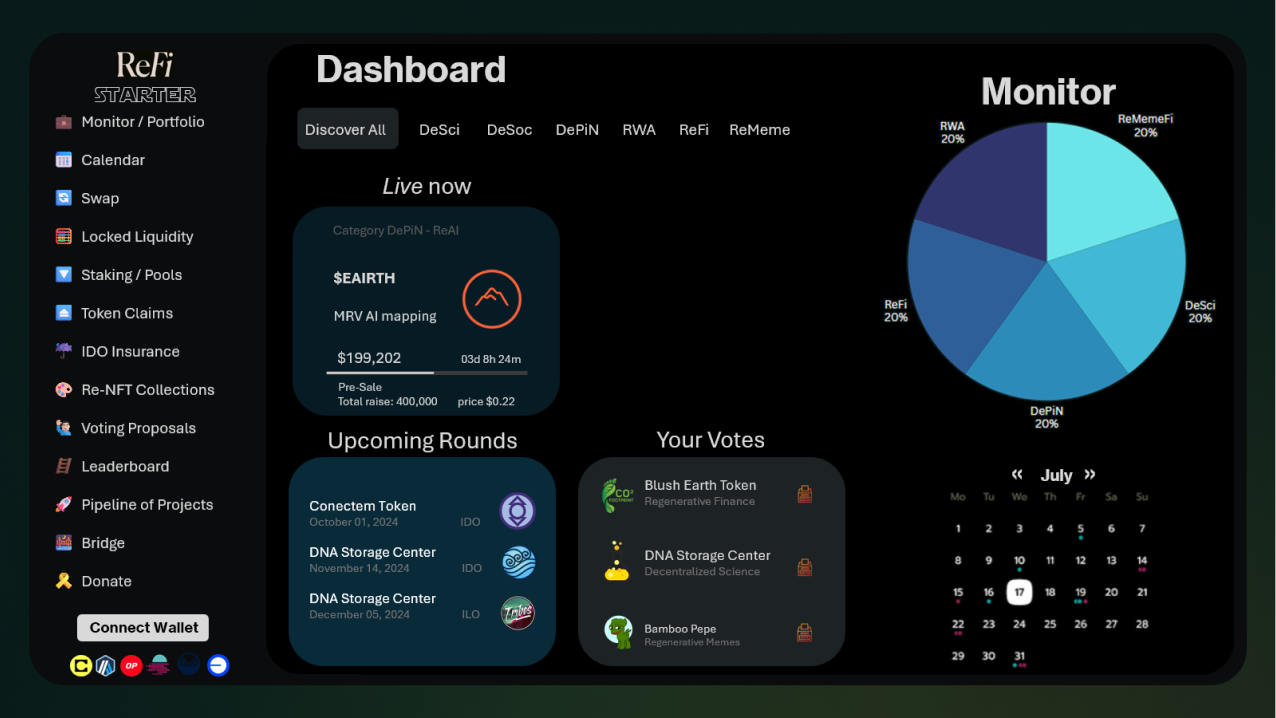 ReFi
STARTER
Monitor / Portfolio
Calendar
Swap
Locked Liquidity
Staking / Pools
Token Claims
IDO Insurance
Re-NFT Collections
Voting Proposals
Leaderboard
Pipeline of Projects
Bridge
Donate
Connect Wallet
OP
Dashboard
Discover All DeSci DeSoc DePiN RWA ReFi ReMeme
Live now
Category DePiN - ReAI
$EAIRTH
MRV AI mapping
$199,202 03d 8h 24m
Pre-Sale
Total raise: 400,000 price $0.22
Upcoming Rounds
Conectem Token
October 01, 2024 IDO
DNA Storage Center
November 14, 2024 IDO
DNA Storage Center
December 05, 2024 ILO
Tribes
Your Votes
CO2
FOOTPRINT
Blush Earth Token
Regenerative Finance
DNA Storage Center
Decentralized Science
Bamboo Pepe
Regenerative Memes
Monitor
RWA
20%
ReMemeFi
20%
ReFi
20%
DeSci
20%
DePiN
20%
« July »
Mo Tu We Th Fr Sa Su
1 2 3 4 5 6 7
8 9 10 11 12 13 14
15 16 17 18 19 20 21
22 23 24 25 26 27 28
29 30 31